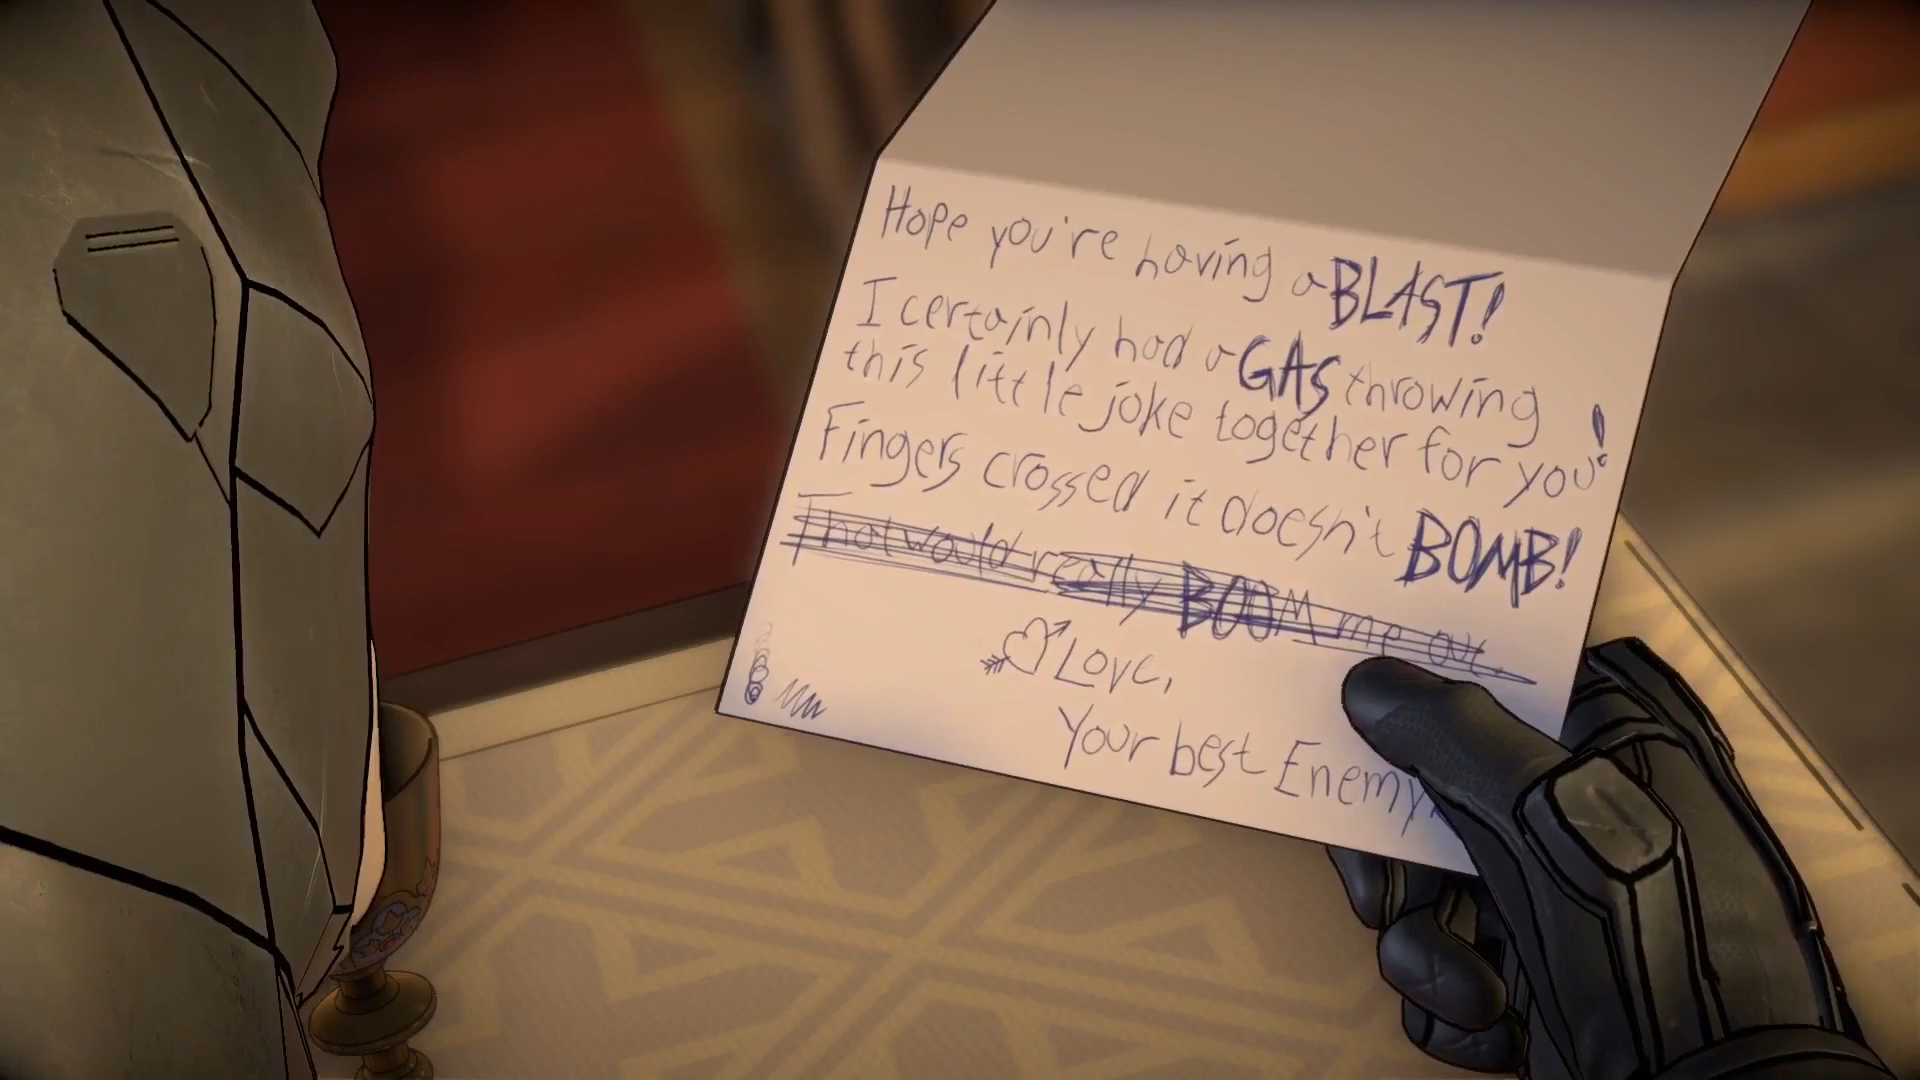 Hope you're having a BLAST!
I certainly had a GAS throwing
this little joke together for you!
Fingers crossed it doesn't BOMB!
That would really BOOM me out
Love,
Your best Enemy